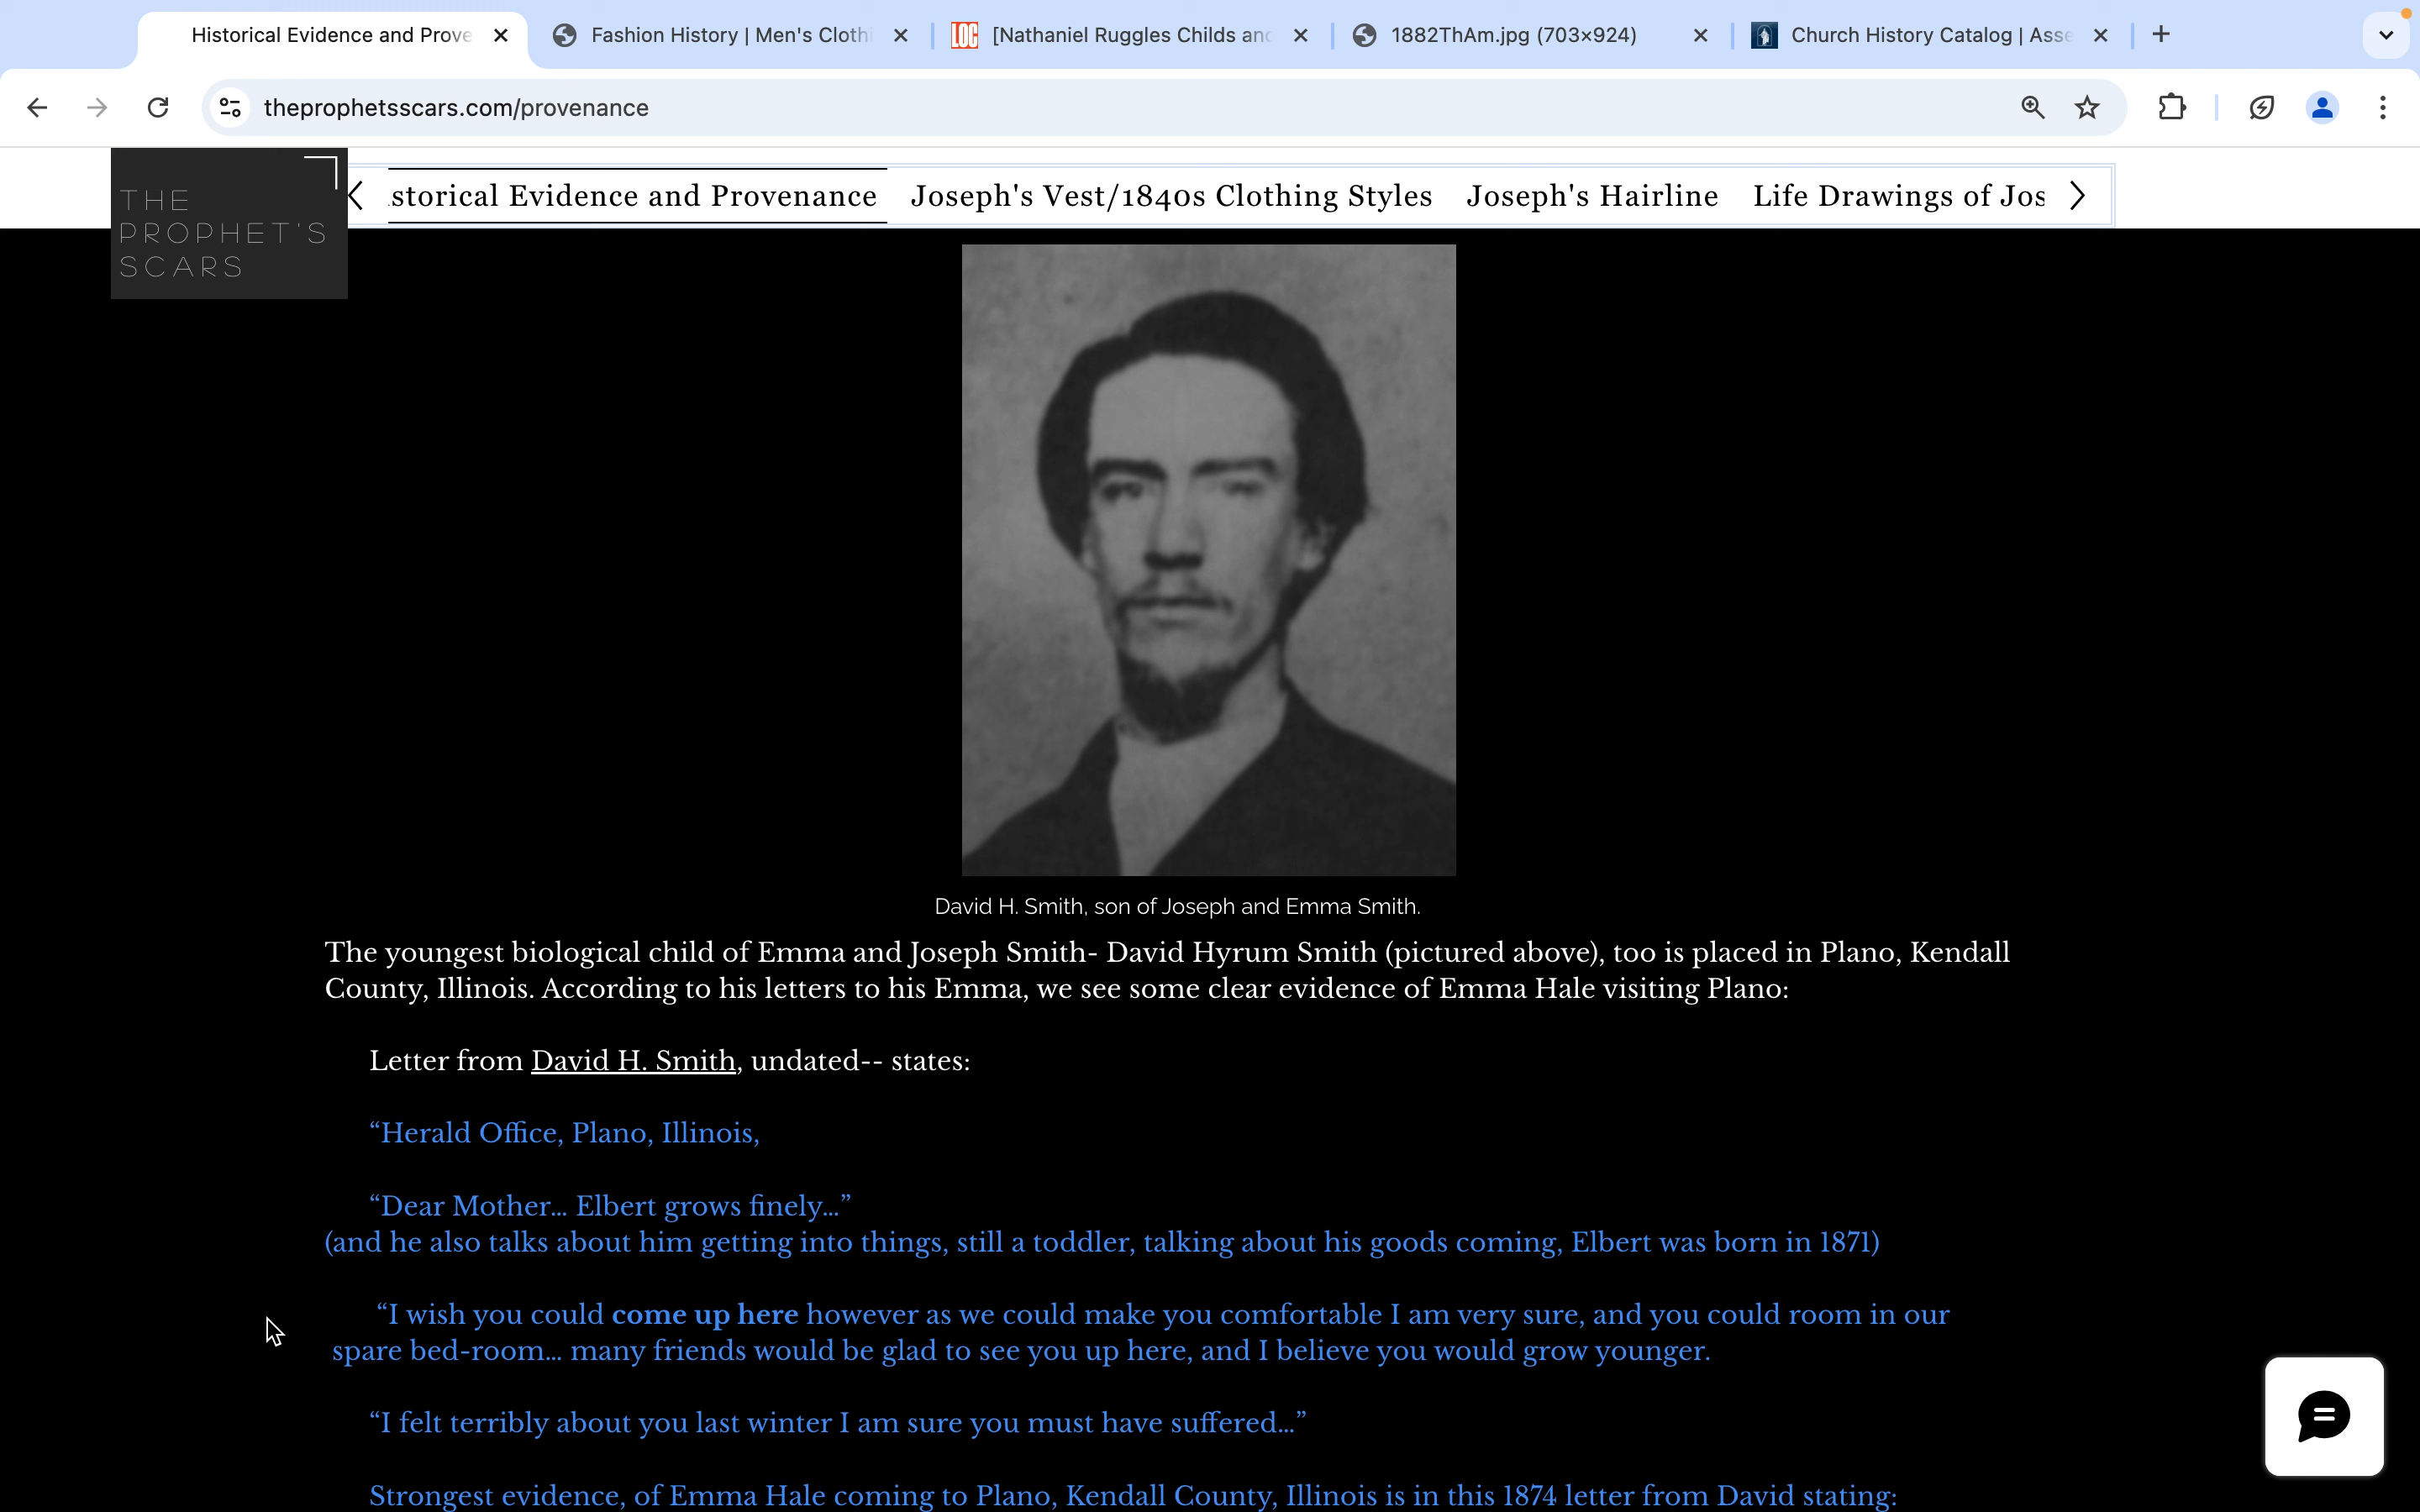 Historical Evidence and Prove
Fashion History | Men's Clothi
[Nathaniel Ruggles Childs and
1882ThAm.jpg (703×924)
Church History Catalog | Asse
theprophetsscars.com/provenance
THE
PROPHET'S
SCARS
storical Evidence and Provenance
Joseph's Vest/1840s Clothing Styles
Joseph's Hairline
Life Drawings of Jos
David H. Smith, son of Joseph and Emma Smith.
The youngest biological child of Emma and Joseph Smith- David Hyrum Smith (pictured above), too is placed in Plano, Kendall
County, Illinois. According to his letters to his Emma, we see some clear evidence of Emma Hale visiting Plano:
Letter from David H. Smith, undated-- states:
“Herald Office, Plano, Illinois,
“Dear Mother... Elbert grows finely...”
(and he also talks about him getting into things, still a toddler, talking about his goods coming, Elbert was born in 1871)
“I wish you could come up here however as we could make you comfortable I am very sure, and you could room in our
spare bed-room... many friends would be glad to see you up here, and I believe you would grow younger.
“I felt terribly about you last winter I am sure you must have suffered...”
Strongest evidence, of Emma Hale coming to Plano, Kendall County, Illinois is in this 1874 letter from David stating: